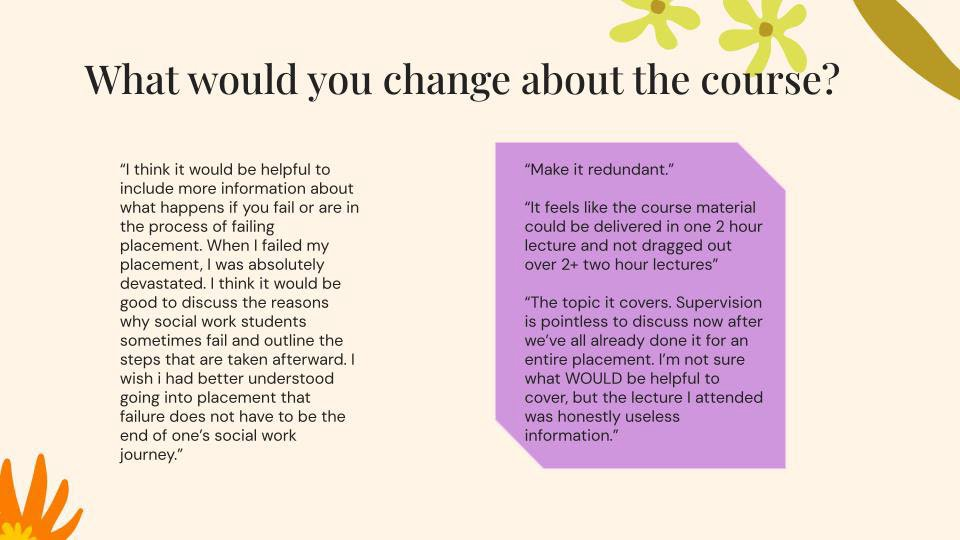 What would you change about the course?
“I think it would be helpful to
include more information about
what happens if you fail or are in
the process of failing
placement. When I failed my
placement, I was absolutely
devastated. I think it would be
good to discuss the reasons
why social work students
sometimes fail and outline the
steps that are taken afterward. I
wish i had better understood
going into placement that
failure does not have to be the
end of one’s social work
journey.”
“Make it redundant.”
“It feels like the course material
could be delivered in one 2 hour
lecture and not dragged out
over 2+ two hour lectures”
“The topic it covers. Supervision
is pointless to discuss now after
we’ve all already done it for an
entire placement. I’m not sure
what WOULD be helpful to
cover, but the lecture I attended
was honestly useless
information.”